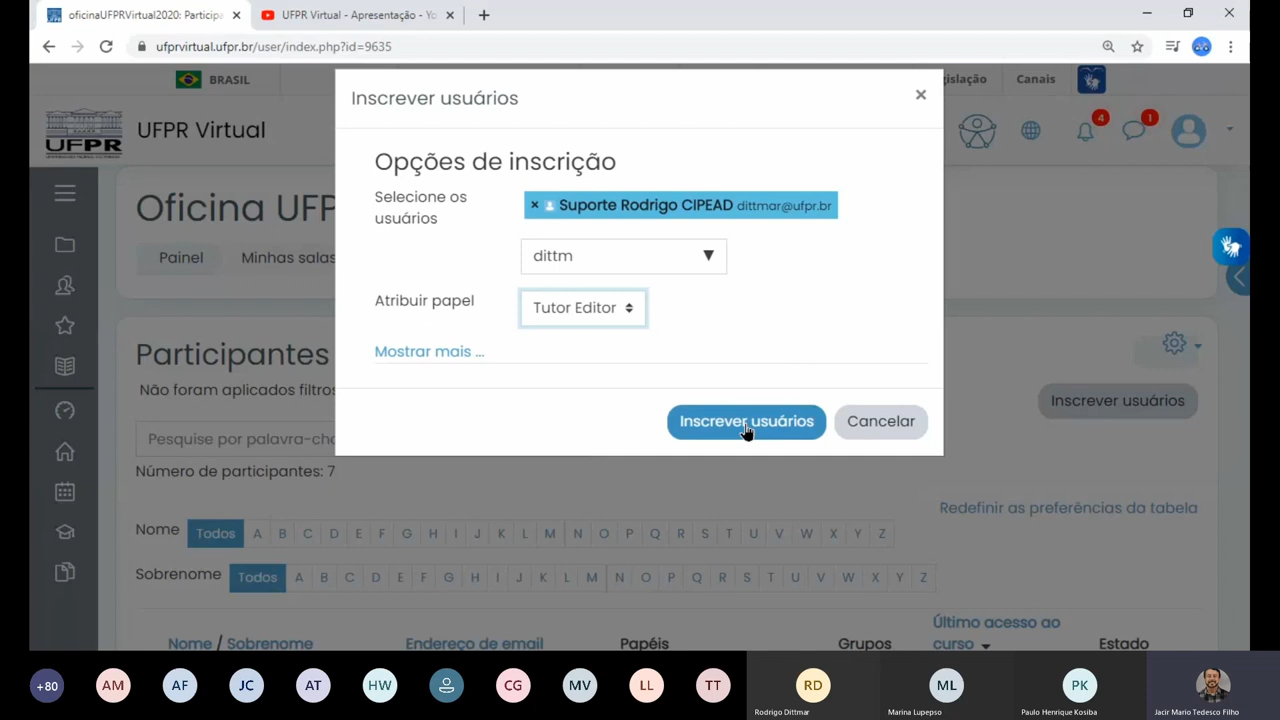 oficinaUFPRVirtual2020: Participa
UFPR Virtual - Apresentação - Yo
ufprvirtual.ufpr.br/user/index.php?id=9635
BRASIL
gislação
Canais
UFPR
UFPR Virtual
4
1
Inscrever usuários
Opções de inscrição
Selecione os
usuários
Suporte Rodrigo CIPEAD dittmar@ufpr.br
dittm
Atribuir papel
Tutor Editor
Mostrar mais ...
Inscrever usuários
Cancelar
Oficina UFP
Painel
Minhas salas
Participantes
Não foram aplicados filtros
Inscrever usuários
Pesquise por palavra-cha
Número de participantes: 7
Redefinir as preferências da tabela
Nome Todos A B C D E F G H I J K L M N O P Q R S T U V W X Y Z
Sobrenome Todos A B C D E F G H I J K L M N O P Q R S T U V W X Y Z
Nome / Sobrenome
Endereço de email
Papéis
Grupos
Último acesso ao
curso
Estado
+80 AM AF JC AT HW CG MV LL TT RD ML PK
Rodrigo Dittmar
Marina Lupepso
Paulo Henrique Kosiba
Jacir Mario Tedesco Filho